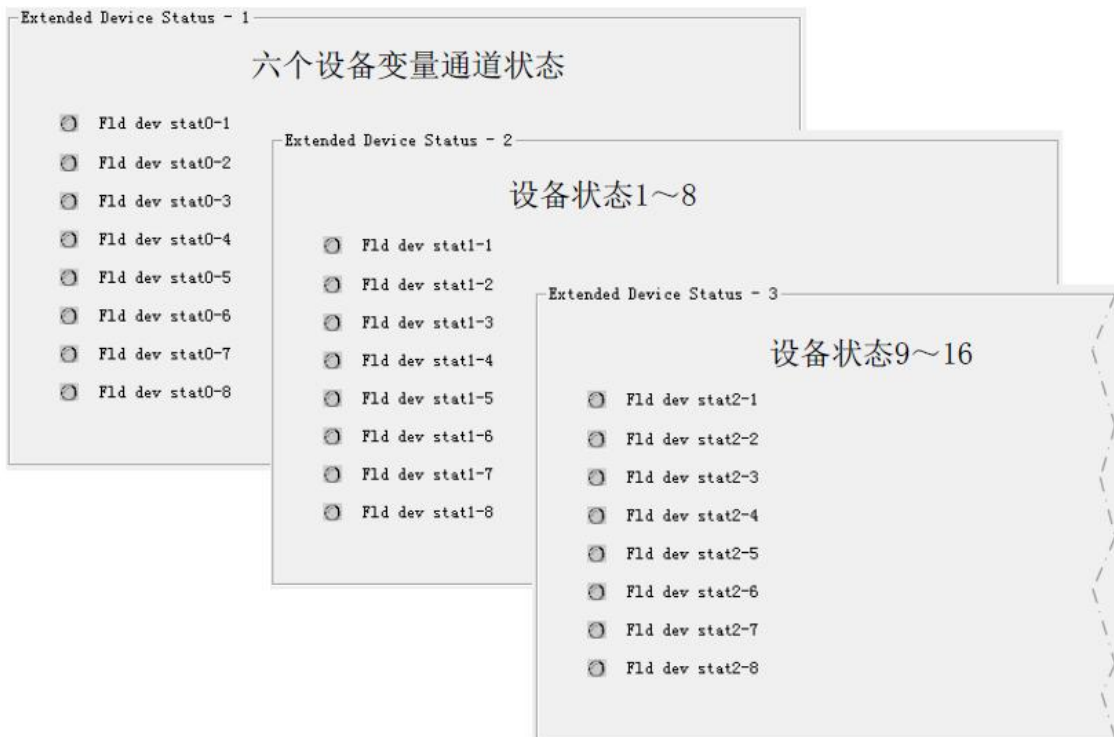 Extended Device Status - 1
六个设备变量通道状态
Fld dev stat0-1
Fld dev stat0-2
Fld dev stat0-3
Fld dev stat0-4
Fld dev stat0-5
Fld dev stat0-6
Fld dev stat0-7
Fld dev stat0-8
Extended Device Status - 2
设备状态1～8
Fld dev stat1-1
Fld dev stat1-2
Fld dev stat1-3
Fld dev stat1-4
Fld dev stat1-5
Fld dev stat1-6
Fld dev stat1-7
Fld dev stat1-8
Extended Device Status - 3
设备状态9～16
Fld dev stat2-1
Fld dev stat2-2
Fld dev stat2-3
Fld dev stat2-4
Fld dev stat2-5
Fld dev stat2-6
Fld dev stat2-7
Fld dev stat2-8